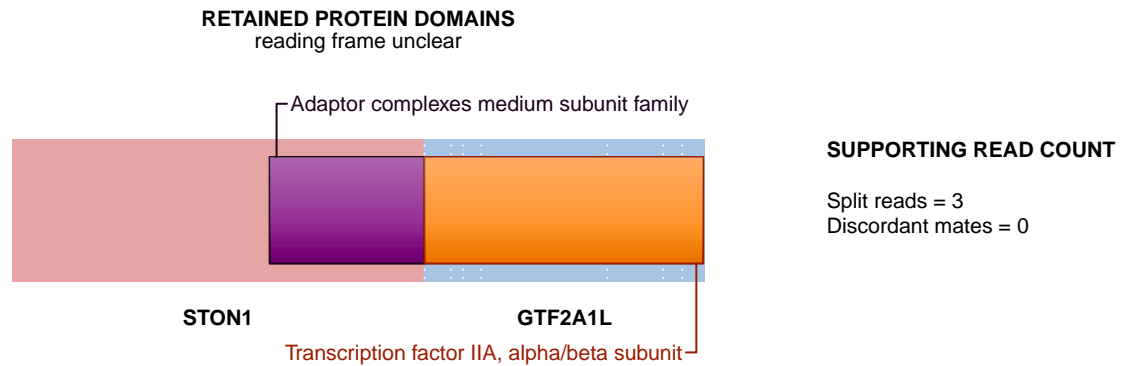 RETAINED PROTEIN DOMAINS
reading frame unclear
Adaptor complexes medium subunit family
SUPPORTING READ COUNT
Split reads = 3
Discordant mates = 0
STON1
GTF2A1L
Transcription factor IIA, alpha/beta subunit